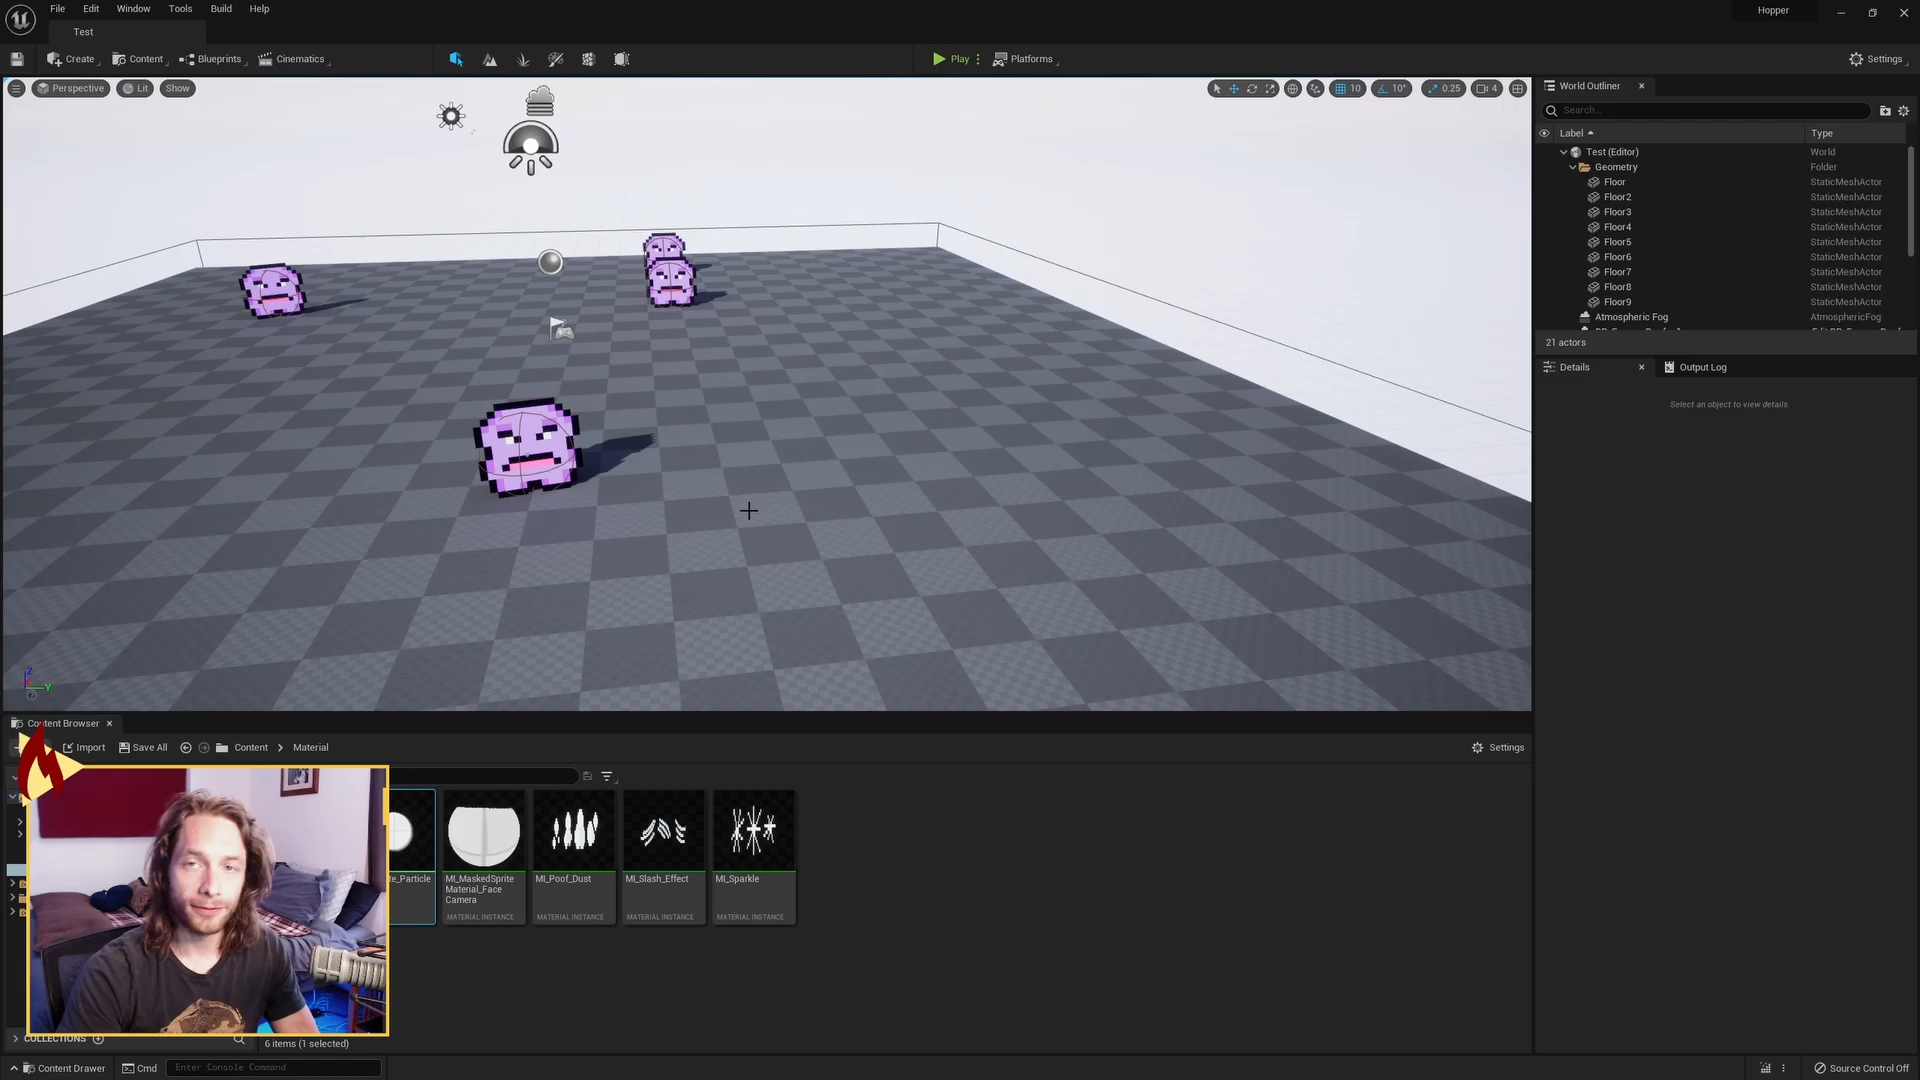 File Edit Window Tools Build Help
Hopper
Test
Create Content Blueprints Cinematics Play Platforms Settings
Perspective Lit Show
10 10° 0.25 4
World Outliner
Search...
Label Type
Test (Editor) World
Geometry Folder
Floor StaticMeshActor
Floor2 StaticMeshActor
Floor3 StaticMeshActor
Floor4 StaticMeshActor
Floor5 StaticMeshActor
Floor6 StaticMeshActor
Floor7 StaticMeshActor
Floor8 StaticMeshActor
Floor9 StaticMeshActor
Atmospheric Fog AtmosphericFog
21 actors
Details Output Log
Select an object to view details.
Z
Y
Content Browser
Import Save All Content Material Settings
MI_MaskedSprite
Material_Face
Camera
MATERIAL INSTANCE
MI_Poof_Dust
MATERIAL INSTANCE
MI_Slash_Effect
MATERIAL INSTANCE
MI_Sparkle
MATERIAL INSTANCE
COLLECTIONS
6 items (1 selected)
Content Drawer Cmd Enter Console Command Source Control Off